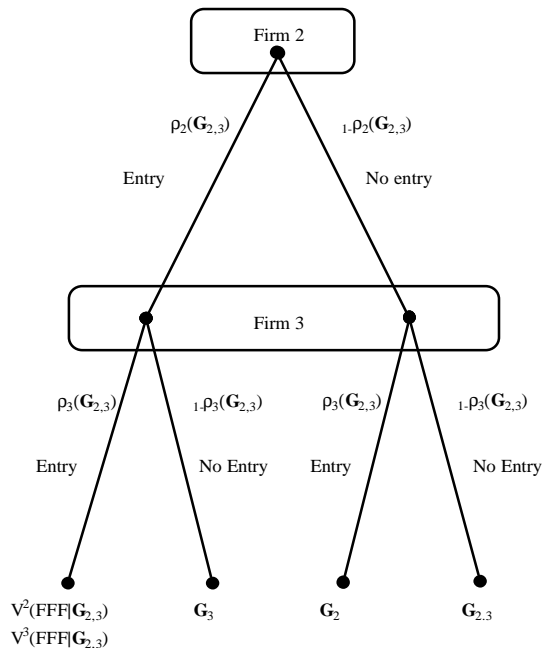 Firm 2
ρ₂(G₂,₃)
₁₋ρ₂(G₂,₃)
Entry
No entry
Firm 3
ρ₃(G₂,₃)
₁₋ρ₃(G₂,₃)
ρ₃(G₂,₃)
₁₋ρ₃(G₂,₃)
Entry
No Entry
Entry
No Entry
V²(FFF|G₂,₃)
G₃
G₂
G₂.₃
V³(FFF|G₂,₃)